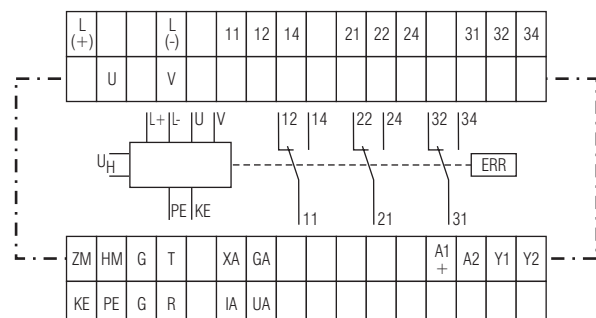 L (+) L (-) 11 12 14 21 22 24 31 32 34
U V
L+ L- U V 12 14 22 24 32 34
UH ERR
PE KE 11 21 31
ZM HM G T XA GA A1 + A2 Y1 Y2
KE PE G R IA UA